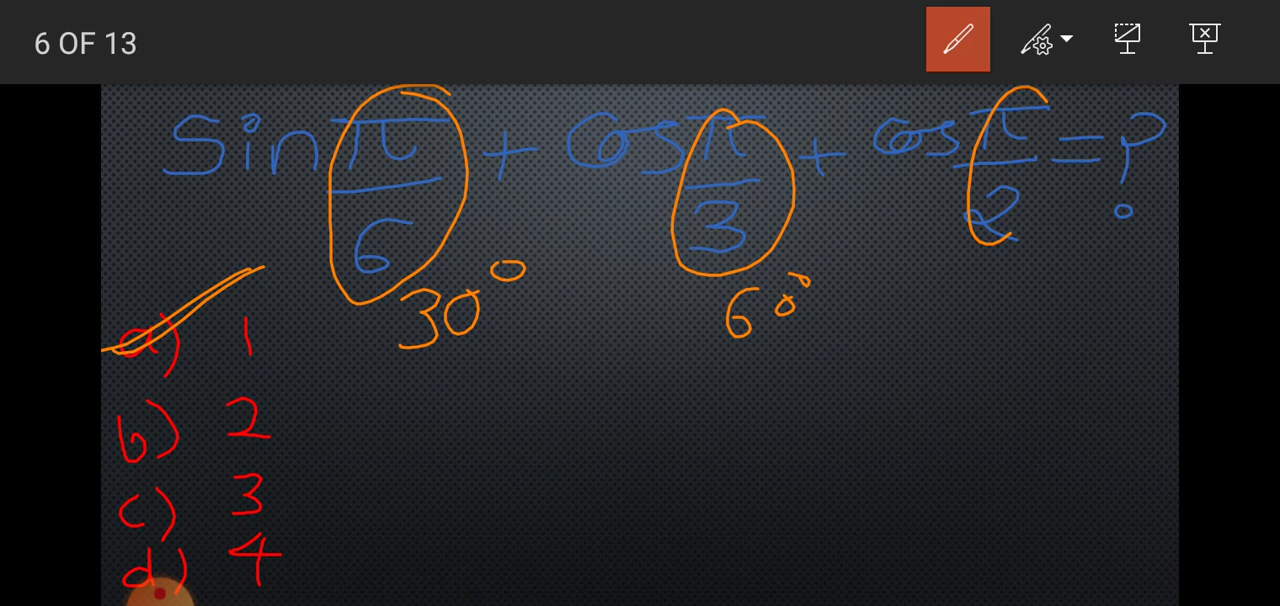 6 OF 13
Sin π/6 + cos π/3 + cos π/2 = ?
30° 60°
a) 1
b) 2
c) 3
d) 4